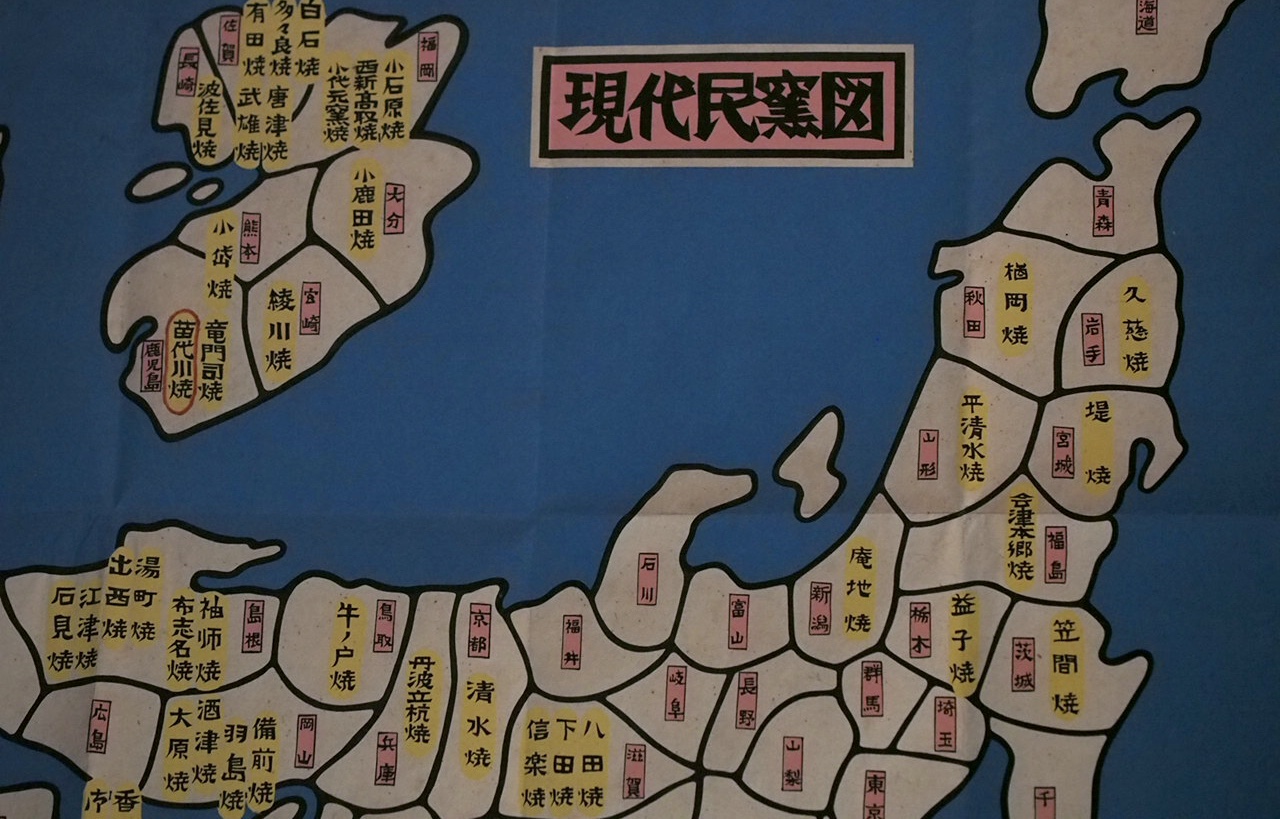 現代民窯図
海道
青森
秋田
楢岡焼
岩手
久慈焼
山形
平清水焼
宮城
堤焼
福島
会津本郷焼
新潟
庵地焼
栃木
益子焼
茨城
笠間焼
群馬
埼玉
千
東京
山梨
長野
岐阜
富山
石川
福井
滋賀
八田焼
下田焼
信楽焼
京都
清水焼
兵庫
丹波立杭焼
鳥取
牛ノ戸焼
岡山
備前焼
羽島焼
酒津焼
大原焼
島根
袖師焼
布志名焼
湯町焼
出西焼
江津焼
石見焼
広島
香
福岡
小石原焼
西新高取焼
小代元窯焼
佐賀
白石焼
多々良焼
有田焼
唐津焼
武雄焼
長崎
波佐見焼
大分
小鹿田焼
熊本
小岱焼
宮崎
綾川焼
鹿児島
竜門司焼
苗代川焼